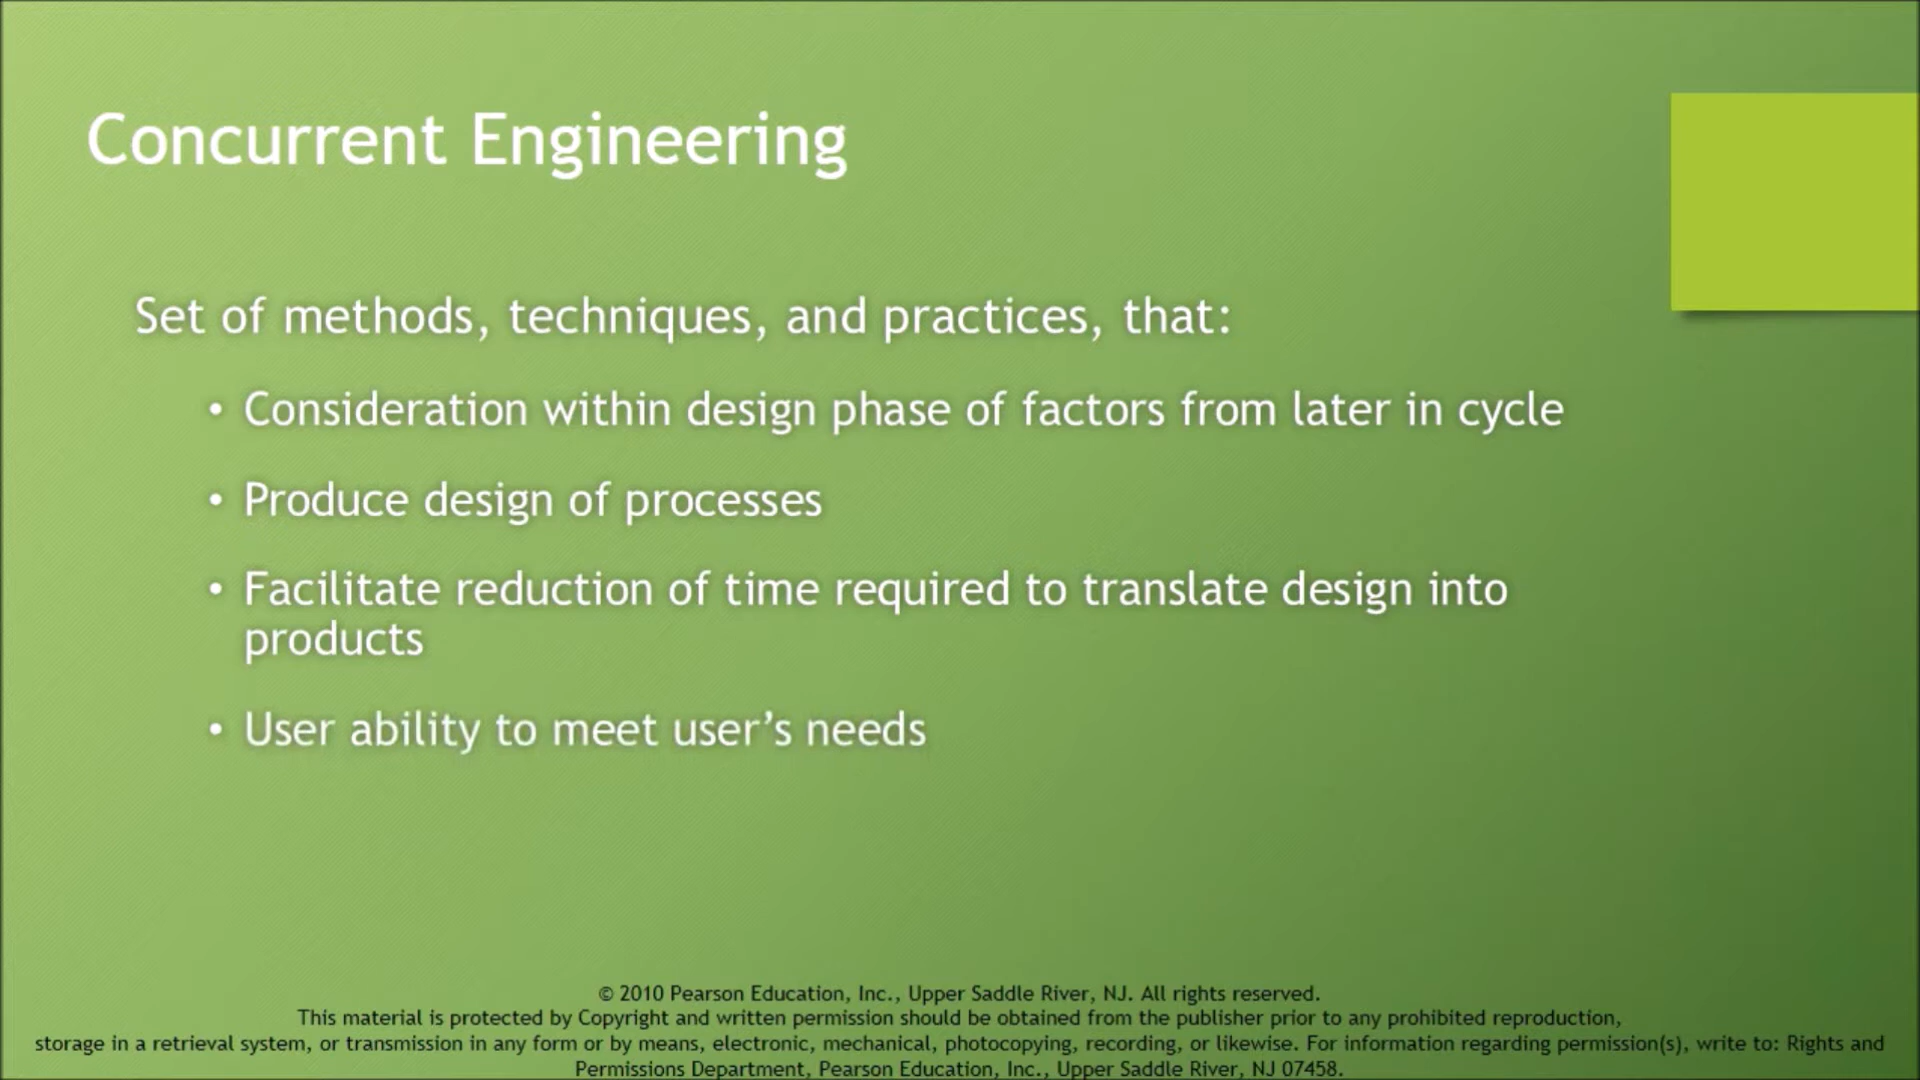 Concurrent Engineering
Set of methods, techniques, and practices, that:
• Consideration within design phase of factors from later in cycle
• Produce design of processes
• Facilitate reduction of time required to translate design into
products
• User ability to meet user’s needs
© 2010 Pearson Education, Inc., Upper Saddle River, NJ. All rights reserved.
This material is protected by Copyright and written permission should be obtained from the publisher prior to any prohibited reproduction,
storage in a retrieval system, or transmission in any form or by means, electronic, mechanical, photocopying, recording, or likewise. For information regarding permission(s), write to: Rights and
Permissions Department, Pearson Education, Inc., Upper Saddle River, NJ 07458.